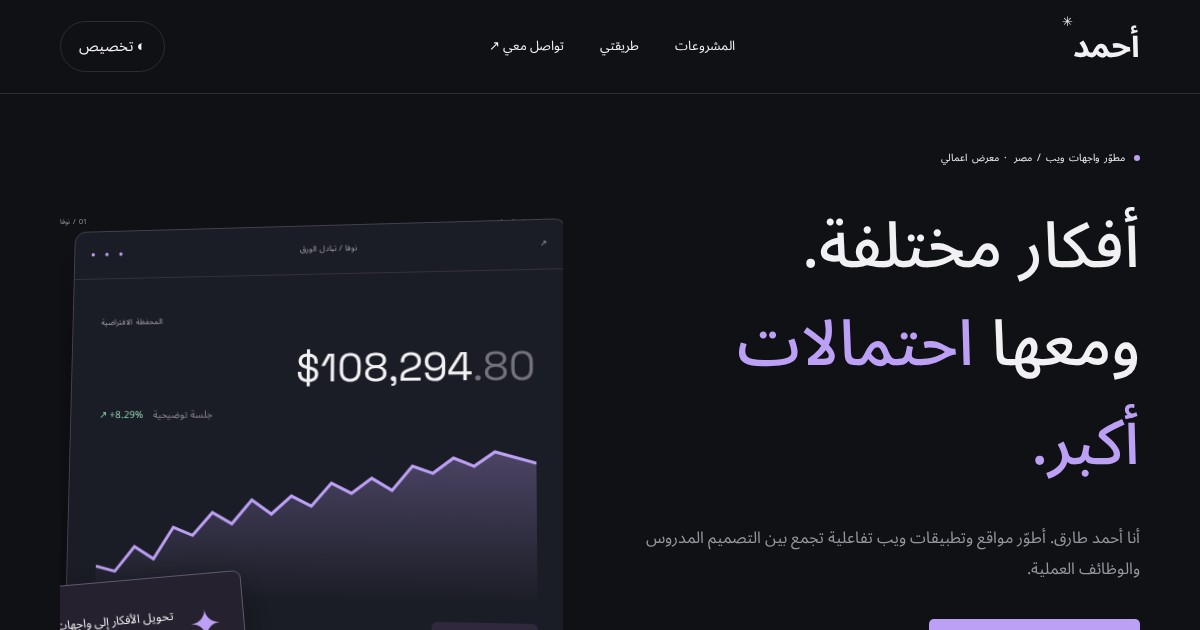 أحمد
المشروعات
طريقتي
تواصل معي ↗
تخصيص
مطوّر واجهات ويب / مصر · معرض اعمالي
أفكار مختلفة.
ومعها احتمالات
أكبر.
أنا أحمد طارق. أطوّر مواقع وتطبيقات ويب تفاعلية تجمع بين التصميم المدروس
والوظائف العملية.
01 / نوفا
نوفا / تبادل الورق
المحفظة الافتراضية
$108,294.80
↗ +8.29% جلسة توضيحية
تحويل الأفكار إلى واجهات